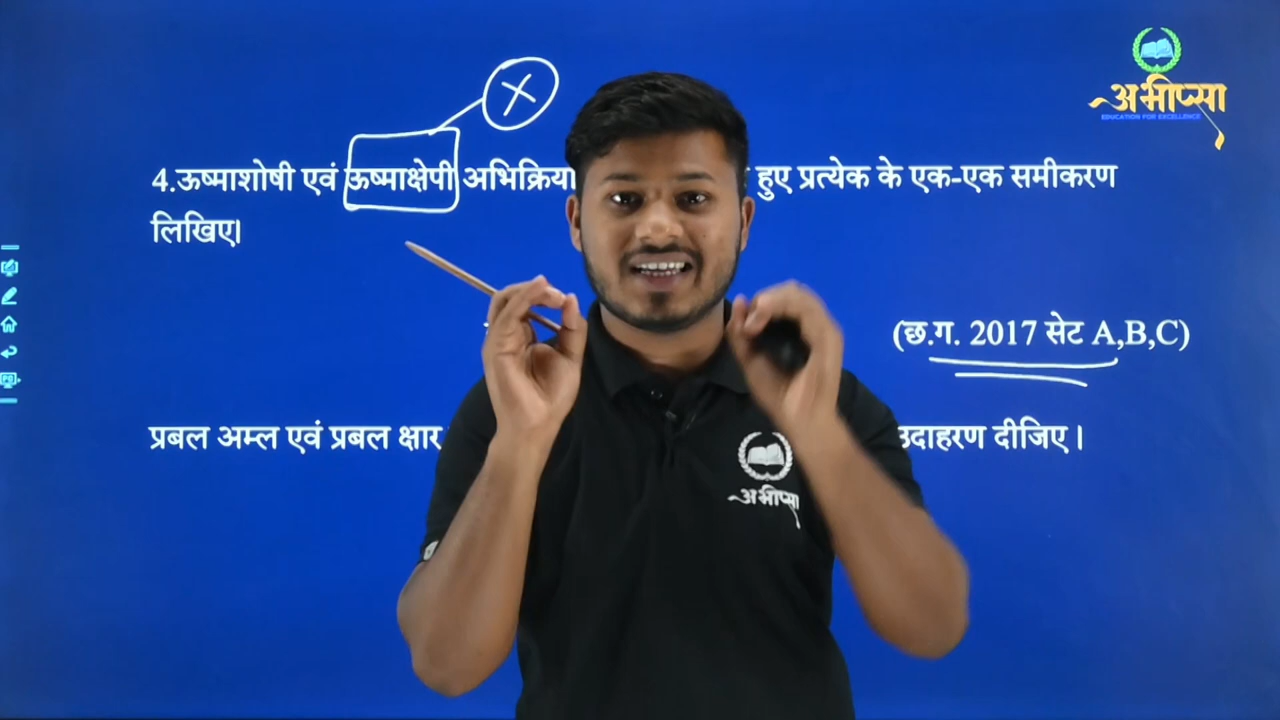 अभीप्सा
EDUCATION FOR EXCELLENCE
4.ऊष्माशोषी एवं ऊष्माक्षेपी अभिक्रिया हुए प्रत्येक के एक-एक समीकरण
लिखिए।
(छ.ग. 2017 सेट A,B,C)
प्रबल अम्ल एवं प्रबल क्षार उदाहरण दीजिए ।
अभीप्सा